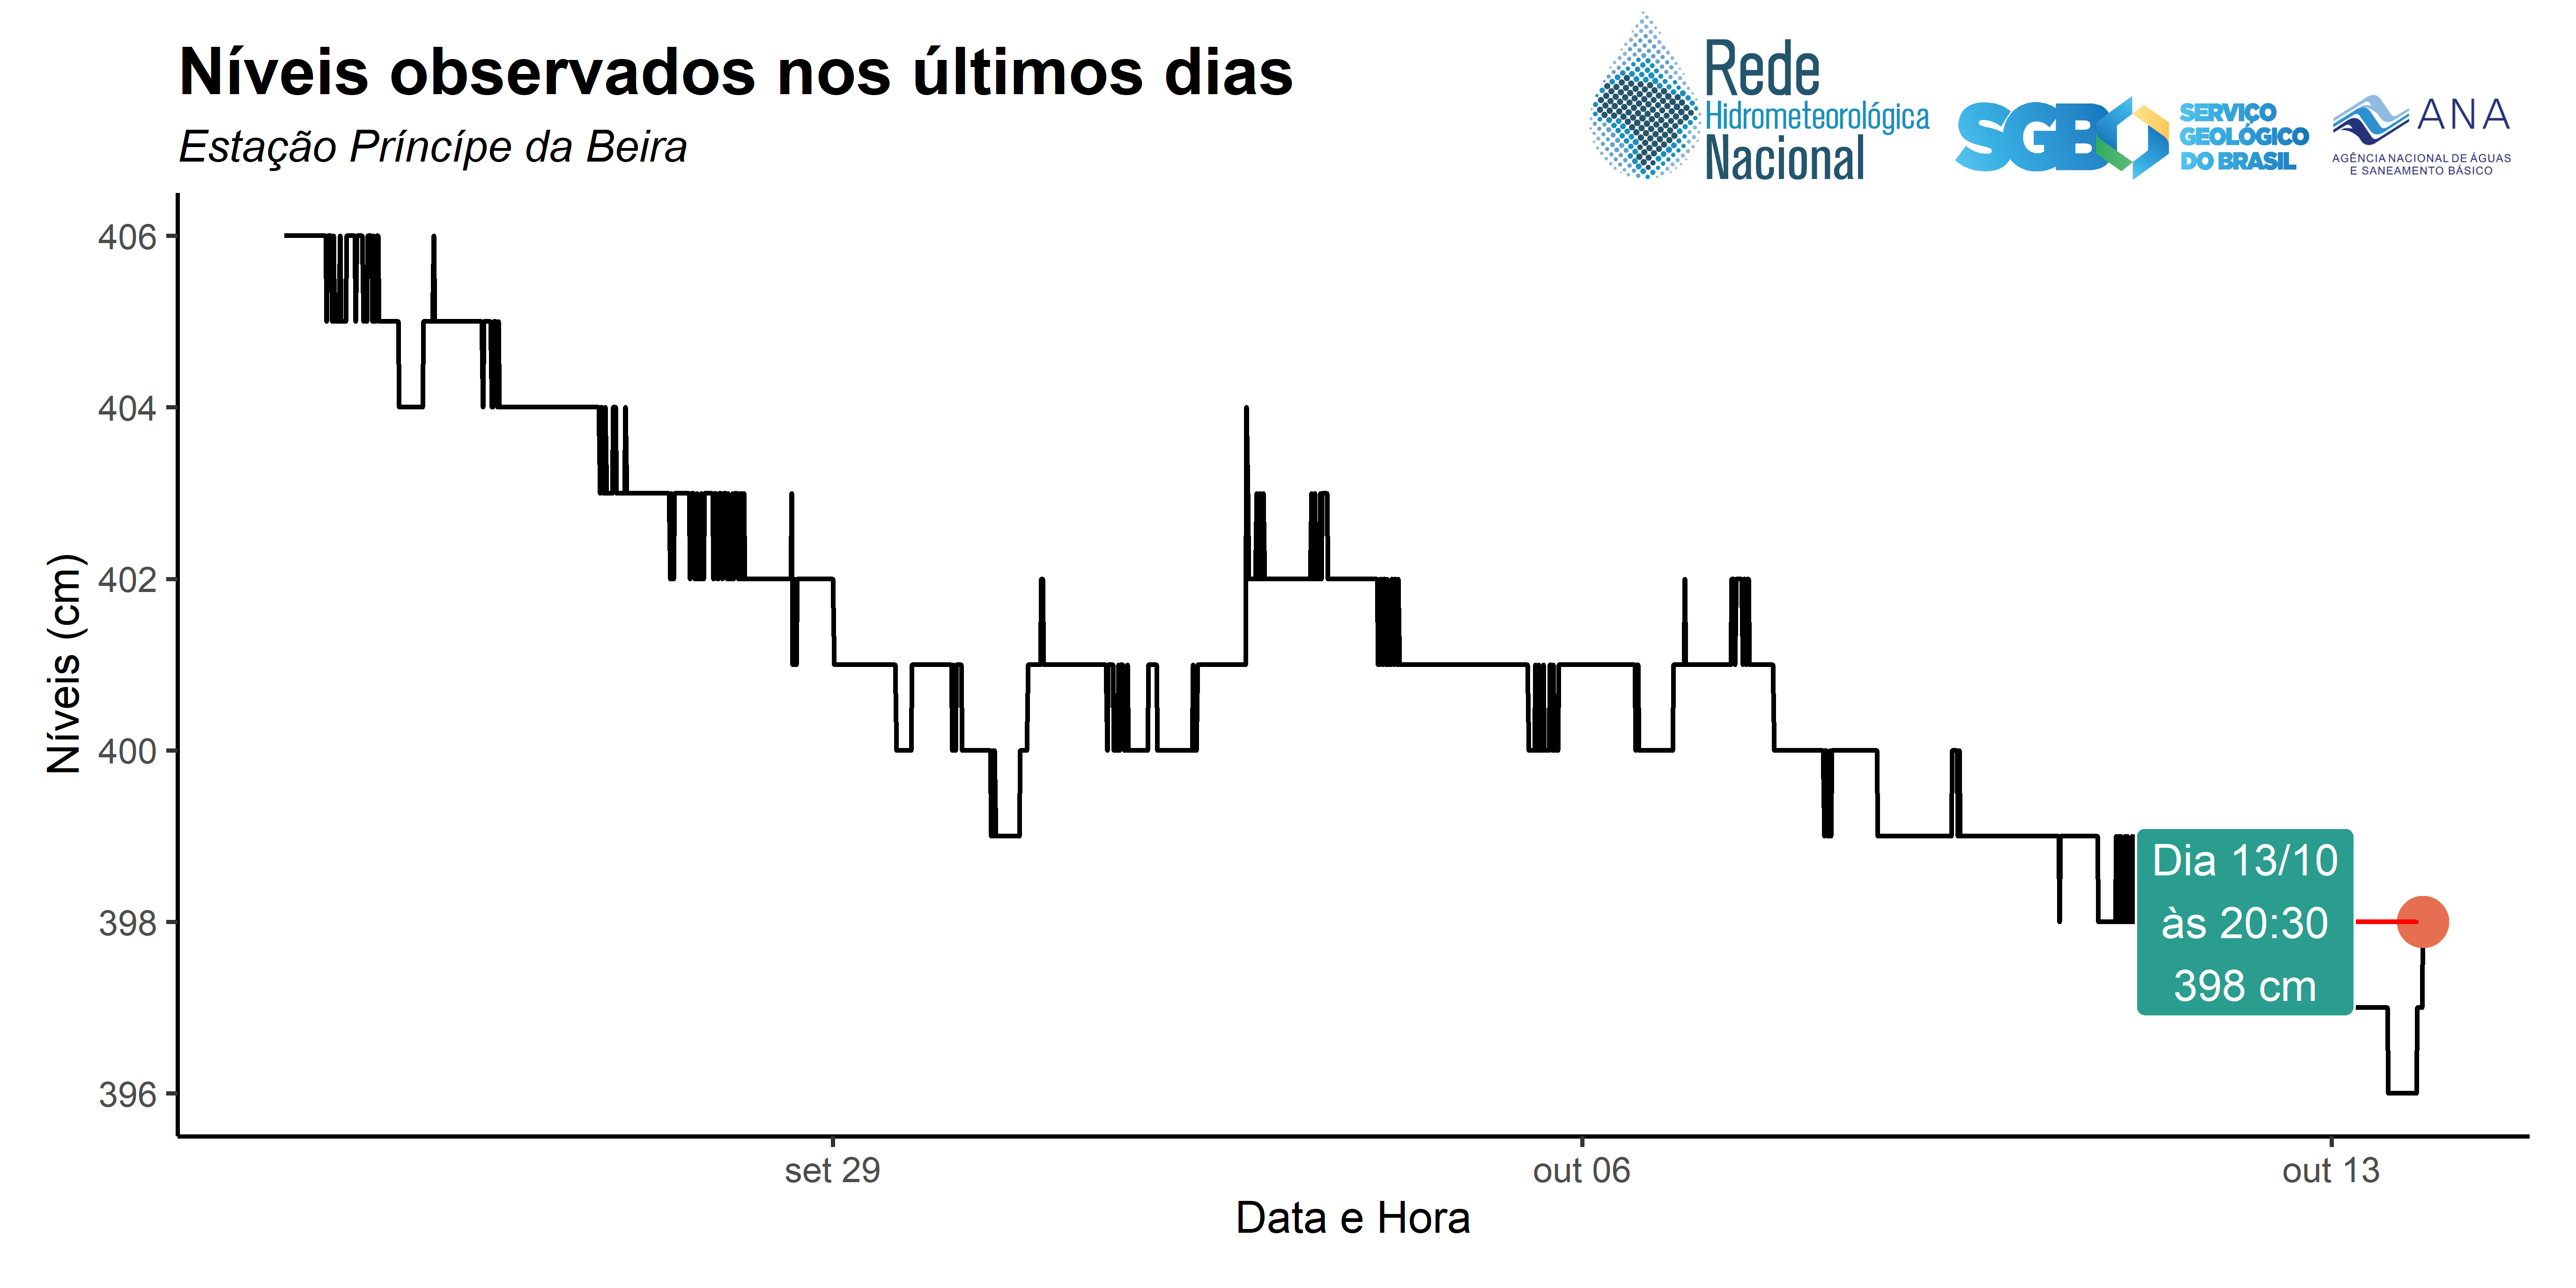 Níveis observados nos últimos dias
Estação Príncípe da Beira
Rede
Hidrometeorológica
Nacional
SGB
SERVIÇO
GEOLÓGICO
DO BRASIL
ANA
AGÊNCIA NACIONAL DE ÁGUAS
E SANEAMENTO BÁSICO
Níveis (cm)
406
404
402
400
398
396
Dia 13/10
às 20:30
398 cm
set 29
out 06
out 13
Data e Hora